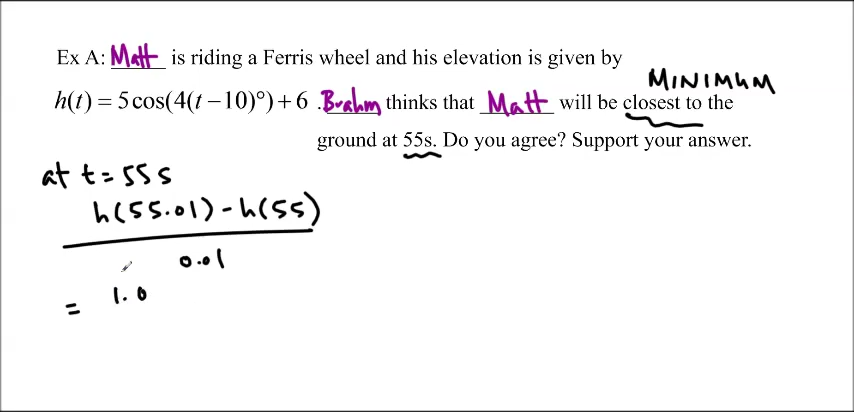 Ex A: Matt is riding a Ferris wheel and his elevation is given by
MINIMUM
h(t) = 5cos(4(t −10)°) + 6 . Brahm thinks that Matt will be closest to the
ground at 55s. Do you agree? Support your answer.
at t = 55 s
h(55.01) - h(55)
0.01
= 1.0